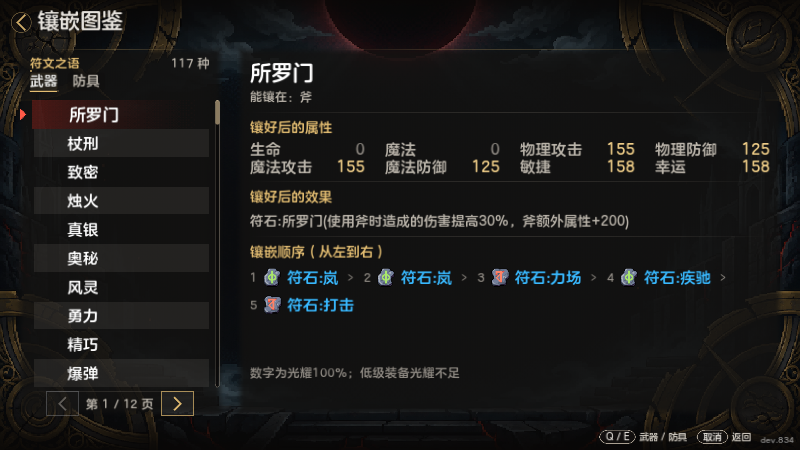 镶嵌图鉴
符文之语 117 种
武器 防具
所罗门
杖刑
致密
烛火
真银
奥秘
风灵
勇力
精巧
爆弹
第 1 / 12 页
所罗门
能镶在：斧
镶好后的属性
生命 0 魔法 0 物理攻击 155 物理防御 125
魔法攻击 155 魔法防御 125 敏捷 158 幸运 158
镶好后的效果
符石:所罗门(使用斧时造成的伤害提高30%，斧额外属性+200)
镶嵌顺序（从左到右）
1 符石:岚 > 2 符石:岚 > 3 符石:力场 > 4 符石:疾驰 >
5 符石:打击
数字为光耀100%；低级装备光耀不足
Q / E 武器 / 防具 取消 返回 dev.834